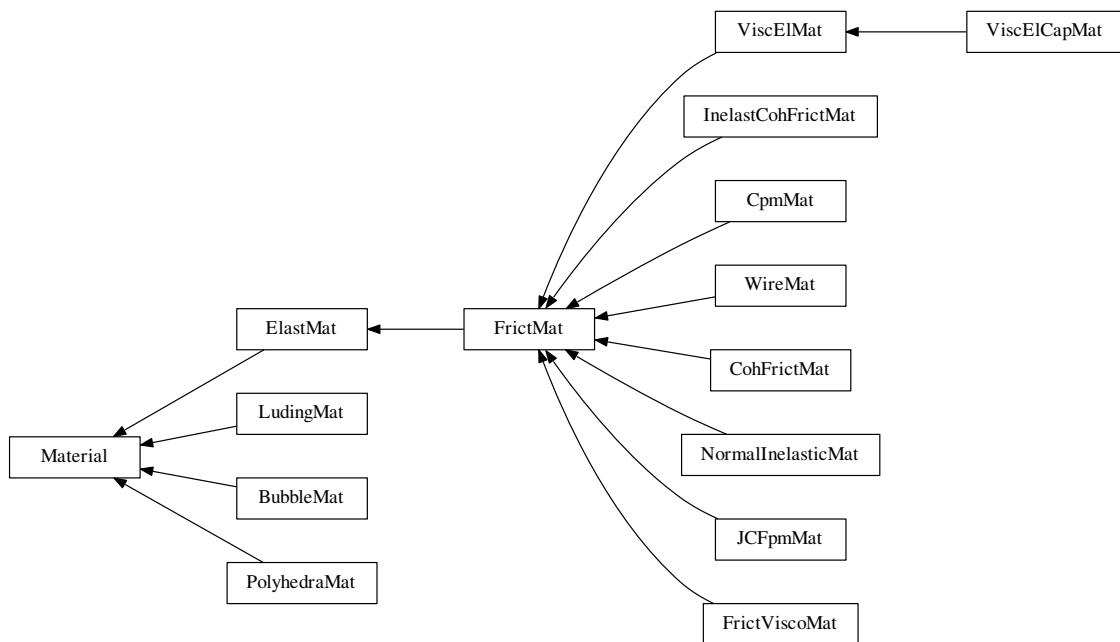 ViscElMat
ViscElCapMat
InelastCohFrictMat
CpmMat
WireMat
ElastMat
FrictMat
CohFrictMat
LudingMat
Material
NormalInelasticMat
BubbleMat
JCFpmMat
PolyhedraMat
FrictViscoMat